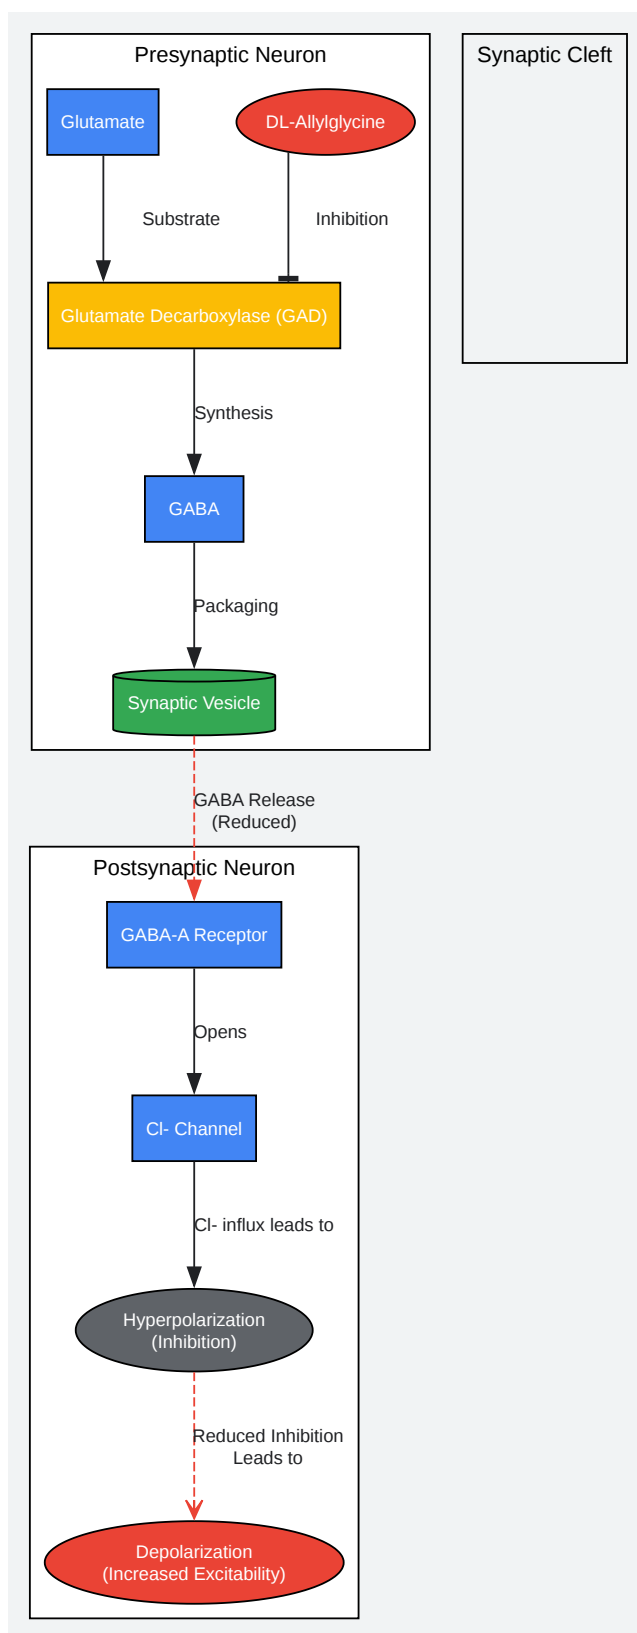 Presynaptic Neuron
Synaptic Cleft
Glutamate
DL-Allylglycine
Substrate
Inhibition
Glutamate Decarboxylase (GAD)
Synthesis
GABA
Packaging
Synaptic Vesicle
GABA Release
(Reduced)
Postsynaptic Neuron
GABA-A Receptor
Opens
Cl- Channel
Cl- influx leads to
Hyperpolarization
(Inhibition)
Reduced Inhibition
Leads to
Depolarization
(Increased Excitability)